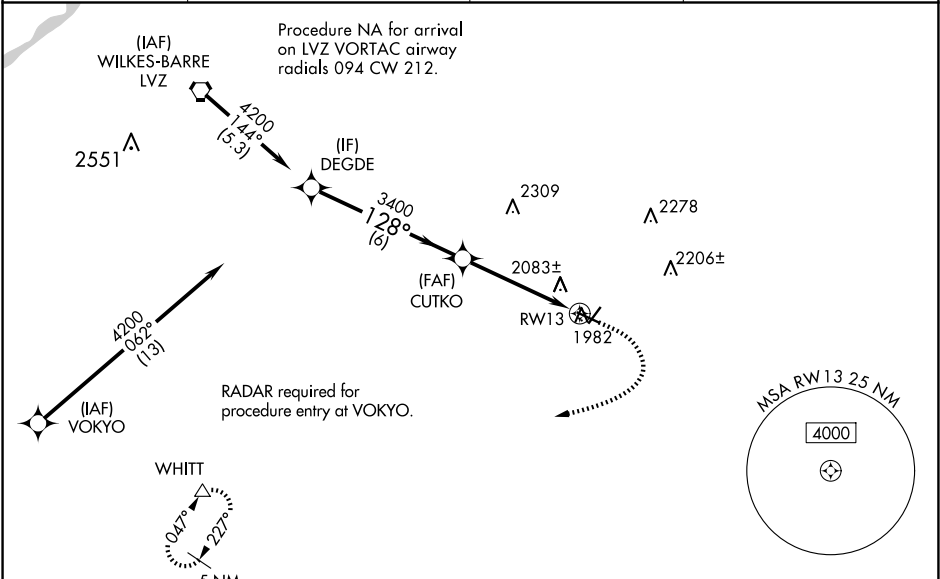 (IAF)
WILKES-BARRE
LVZ
Procedure NA for arrival
on LVZ VORTAC airway
radials 094 CW 212.
4200
144°
(5.3)
2551
(IF)
DEGDE
3400
128°
(6)
2309
2278
2206±
2083±
(FAF)
CUTKO
RW13
1982
4200
062°
(13)
(IAF)
VOKYO
RADAR required for
procedure entry at VOKYO.
MSA RW13 25 NM
4000
WHITT
047°
227°
5 NM